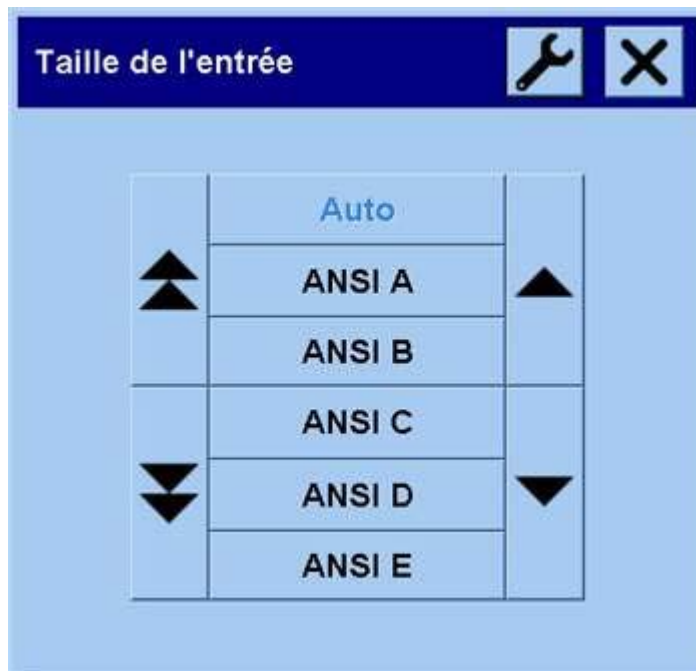 Taille de l'entrée
Auto
ANSI A
ANSI B
ANSI C
ANSI D
ANSI E